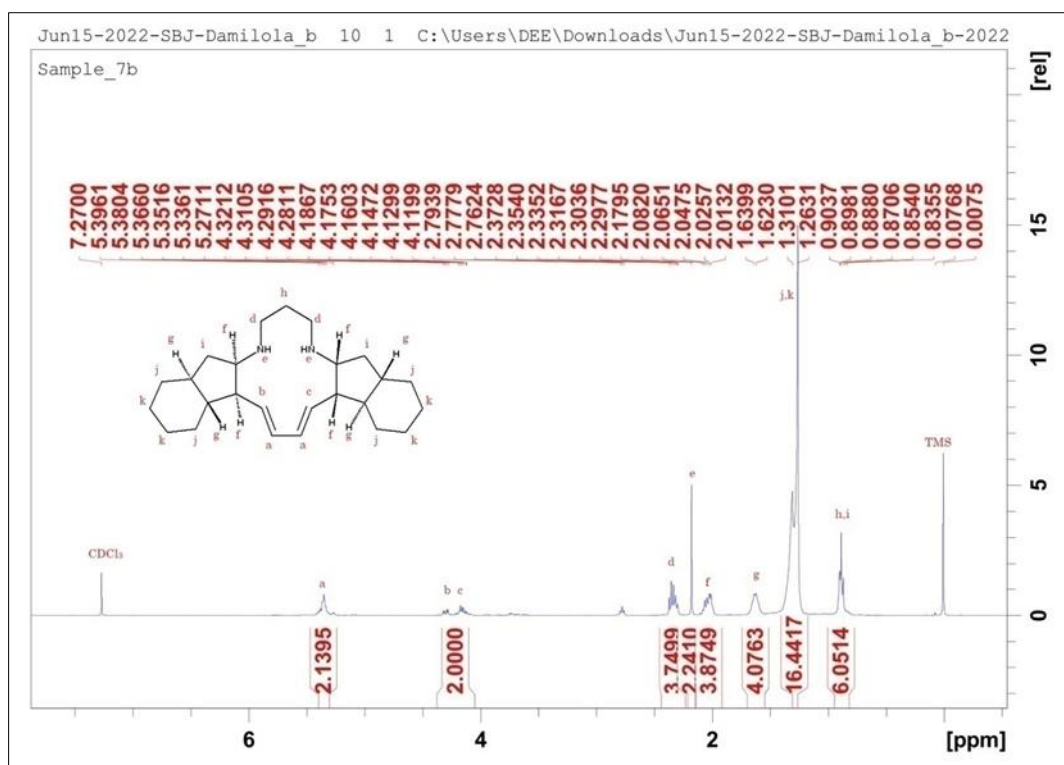 Jun15-2022-SBJ-Damilola_b 10 1 C:\Users\DEE\Downloads\Jun15-2022-SBJ-Damilola_b-2022
Sample_7b
[rel]
7.2700
5.3961
5.3804
5.3660
5.3516
5.3361
5.2711
4.3212
4.3105
4.2916
4.2811
4.1867
4.1753
4.1603
4.1472
4.1299
4.1199
2.7939
2.7779
2.7624
2.3728
2.3540
2.3352
2.3167
2.3036
2.2977
2.1795
2.0820
2.0651
2.0475
2.0257
2.0132
1.6399
1.6230
1.3101
1.2631
0.9037
0.8981
0.8880
0.8706
0.8540
0.8355
0.0768
0.0075
15
10
5
0
h
d d
f f
g i NH HN i g
e e
j j
b c
k k
k k
j g f a a f g j
j,k
TMS
e
CDCl₃
h,i
a b c d f g
2.1395
2.0000
3.7499
2.2410
3.8749
4.0763
16.4417
6.0514
6 4 2 [ppm]
H H H H H H H H